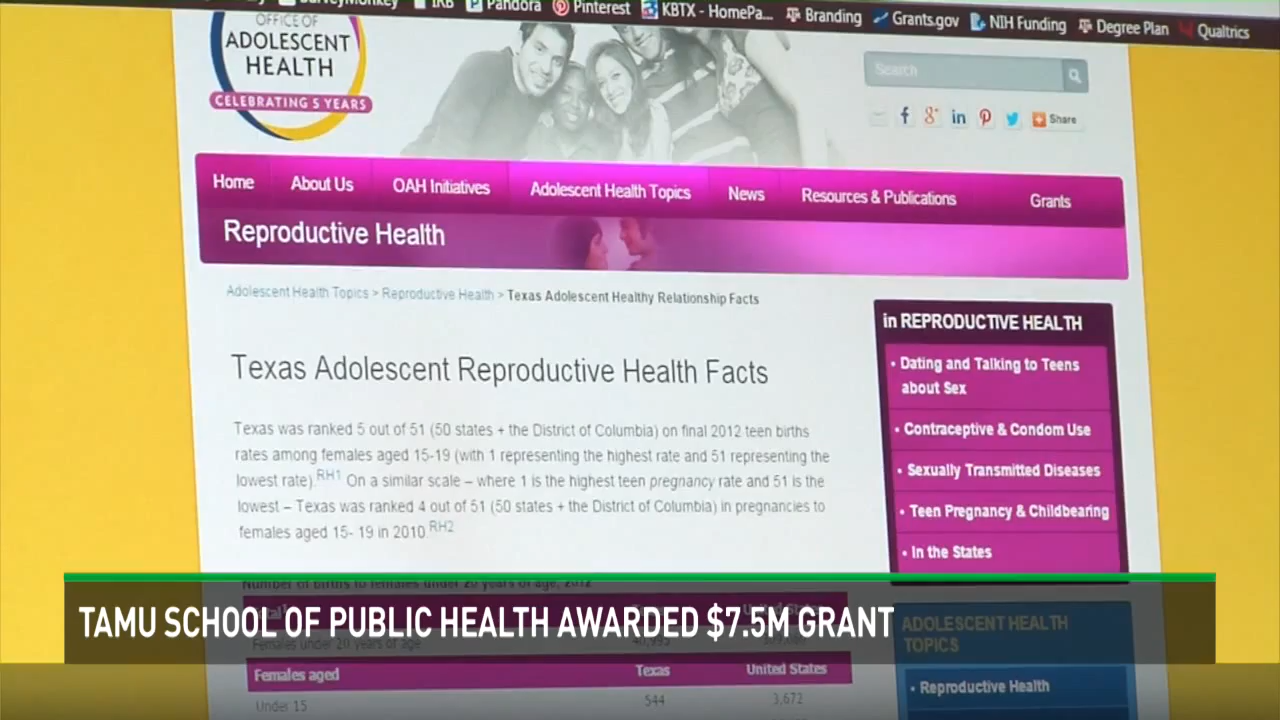 SurveyMonkey IRB Pandora Pinterest KBTX - HomePa... Branding Grants.gov NIH Funding Degree Plan Qualtrics
OFFICE OF
ADOLESCENT
HEALTH
CELEBRATING 5 YEARS
Search
Share
Home About Us OAH Initiatives Adolescent Health Topics News Resources & Publications Grants
Reproductive Health
Adolescent Health Topics > Reproductive Health > Texas Adolescent Healthy Relationship Facts
Texas Adolescent Reproductive Health Facts
Texas was ranked 5 out of 51 (50 states + the District of Columbia) on final 2012 teen births
rates among females aged 15-19 (with 1 representing the highest rate and 51 representing the
lowest rate).RH1 On a similar scale – where 1 is the highest teen pregnancy rate and 51 is the
lowest – Texas was ranked 4 out of 51 (50 states + the District of Columbia) in pregnancies to
females aged 15- 19 in 2010.RH2
in REPRODUCTIVE HEALTH
• Dating and Talking to Teens
about Sex
• Contraceptive & Condom Use
• Sexually Transmitted Diseases
• Teen Pregnancy & Childbearing
• In the States
Number of births to females under 20 years of age, 2012
TAMU SCHOOL OF PUBLIC HEALTH AWARDED $7.5M GRANT
Females under 20 years of age
Females aged Texas United States
Under 15 544 3,672
ADOLESCENT HEALTH
TOPICS
• Reproductive Health